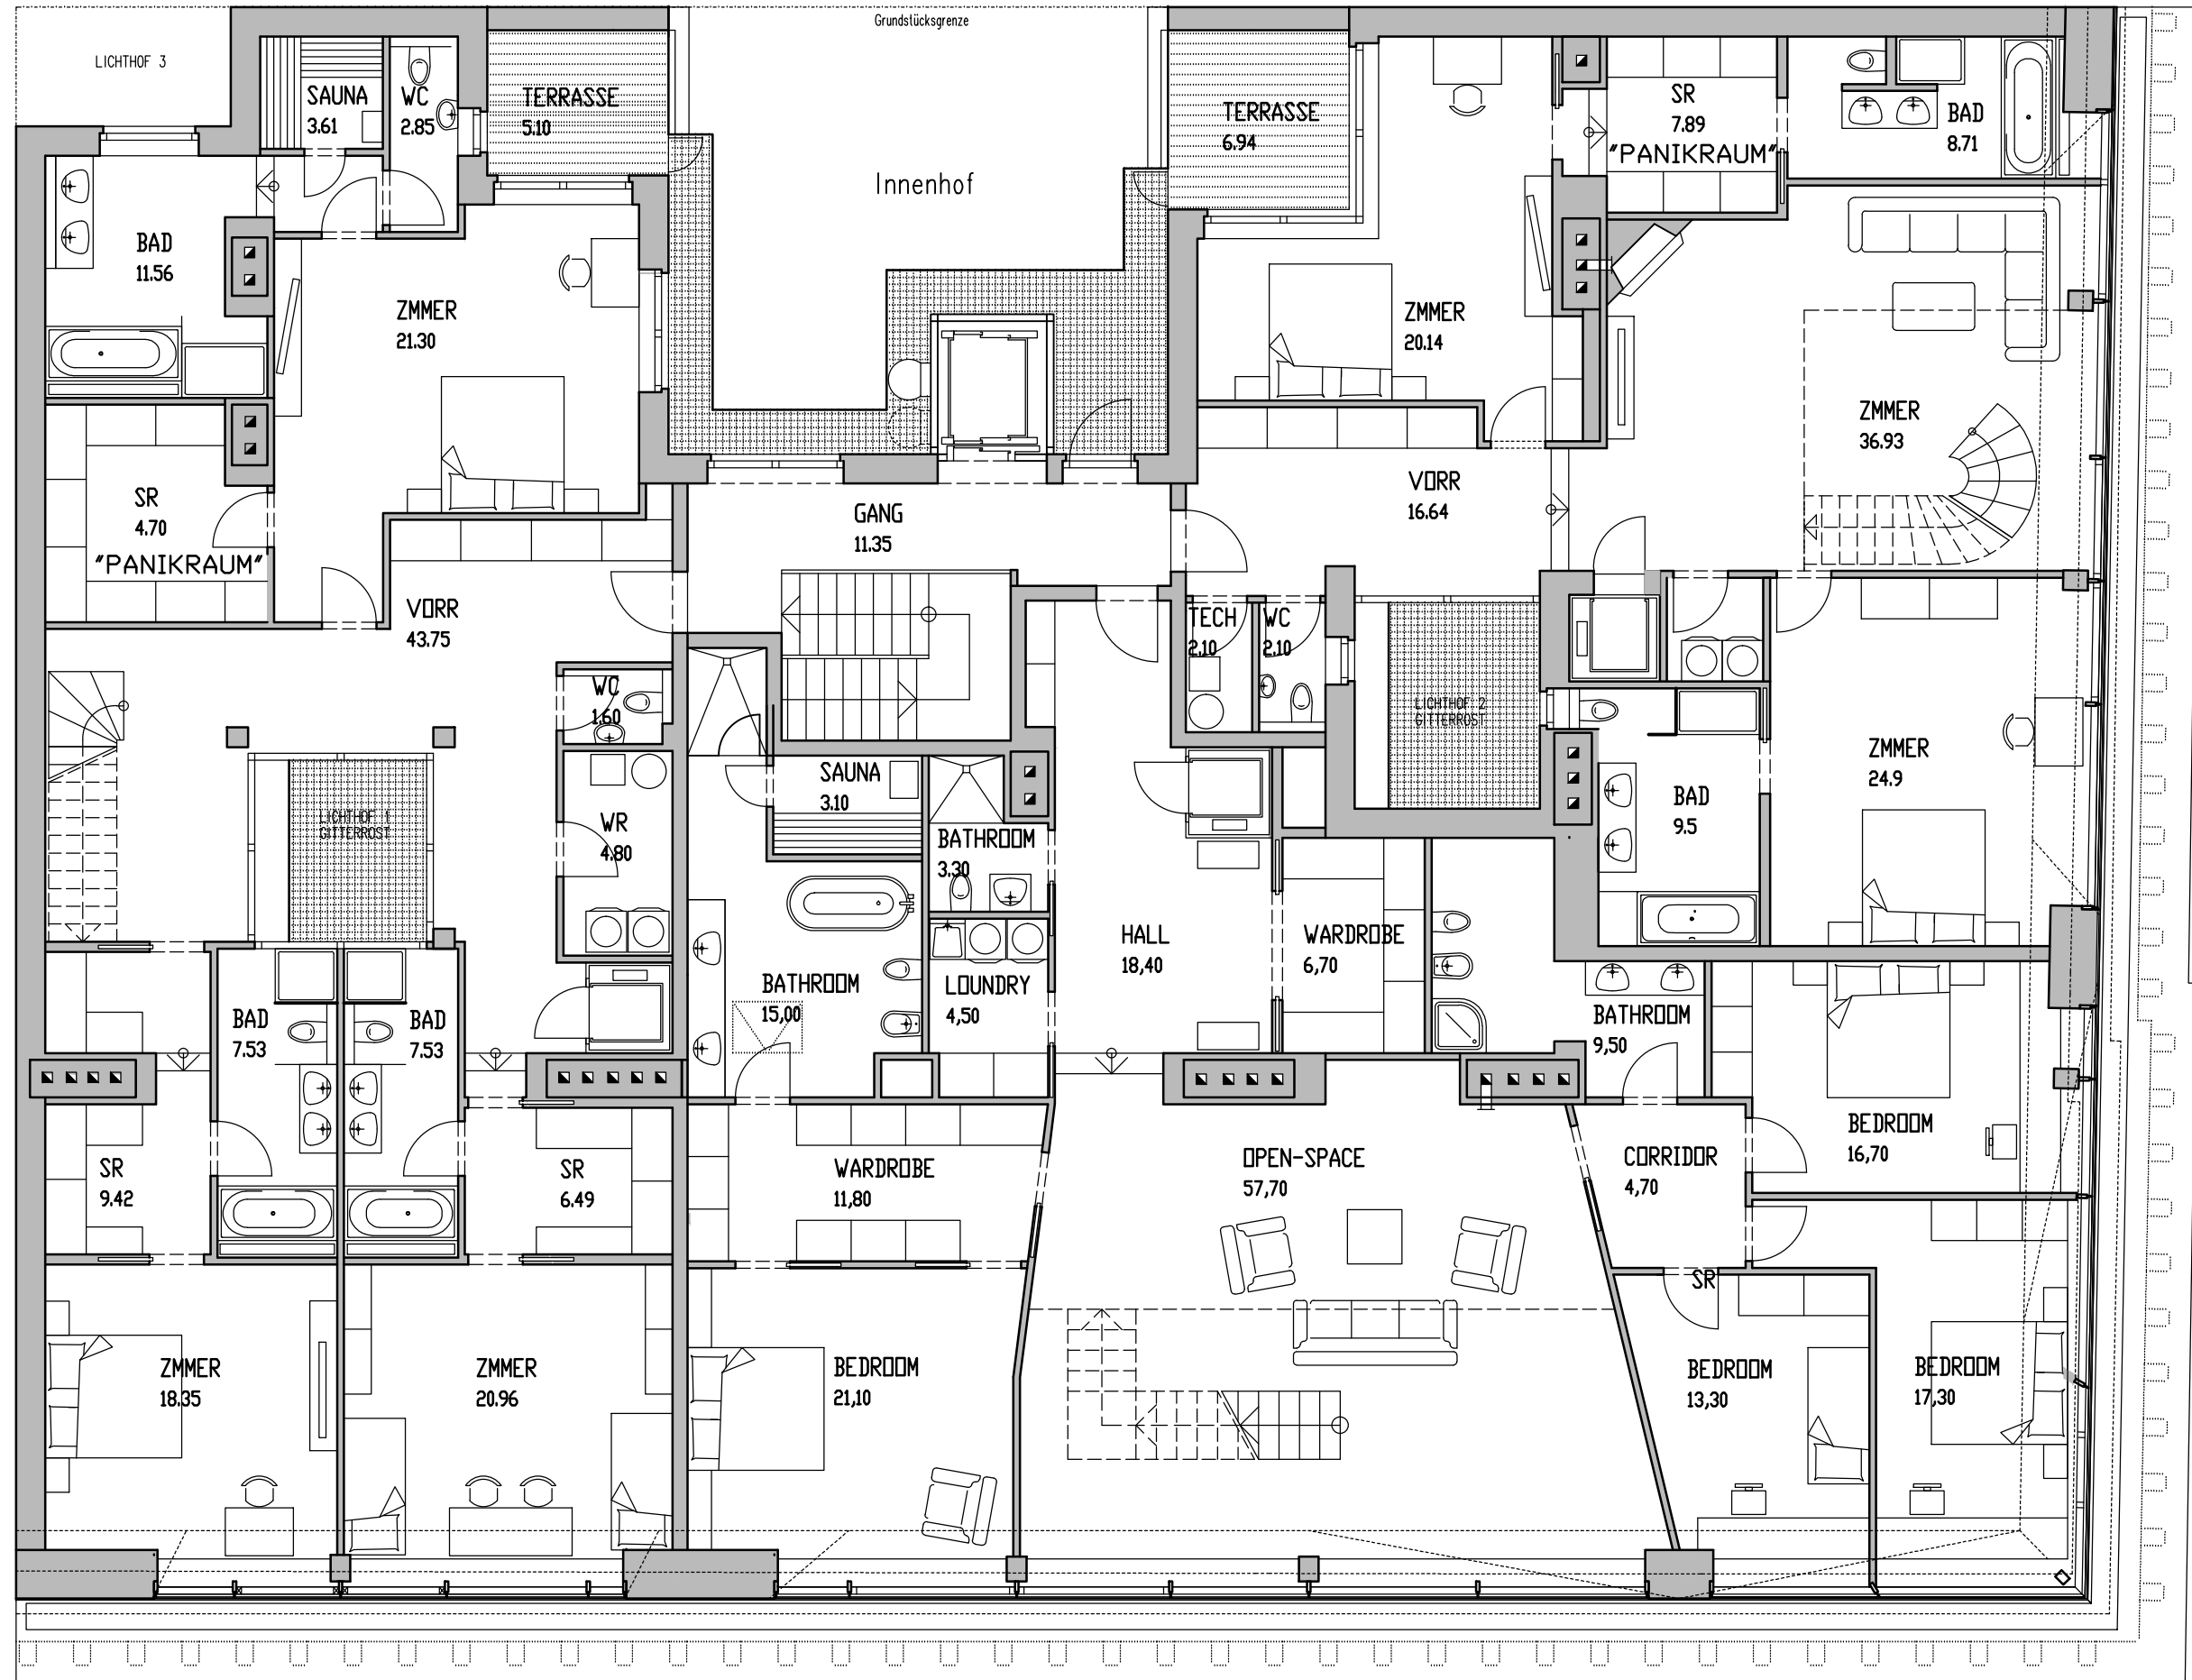 Grundstücksgrenze
LICHTHOF 3
SAUNA
3.61
WC
2.85
TERRASSE
5.10
TERRASSE
6.94
SR
7.89
"PANIKRAUM"
BAD
8.71
Innenhof
BAD
11.56
ZMMER
21.30
ZMMER
20.14
ZMMER
36.93
SR
4.70
"PANIKRAUM"
GANG
11.35
VORR
16.64
VORR
43.75
TECH
2.10
WC
2.10
WC
1.60
LICHTHOF 2
GITTERROST
ZMMER
24.9
SAUNA
3.10
BAD
9.5
LICHTHOF 1
GITTERROST
WR
4.80
BATHROOM
3.30
HALL
18,40
WARDROBE
6,70
BATHROOM
15,00
LOUNDRY
4,50
BAD
7.53
BAD
7.53
BATHROOM
9,50
BEDROOM
16,70
SR
9.42
SR
6.49
WARDROBE
11,80
OPEN-SPACE
57,70
CORRIDOR
4,70
SR
ZMMER
18.35
ZMMER
20.96
BEDROOM
21,10
BEDROOM
13,30
BEDROOM
17,30